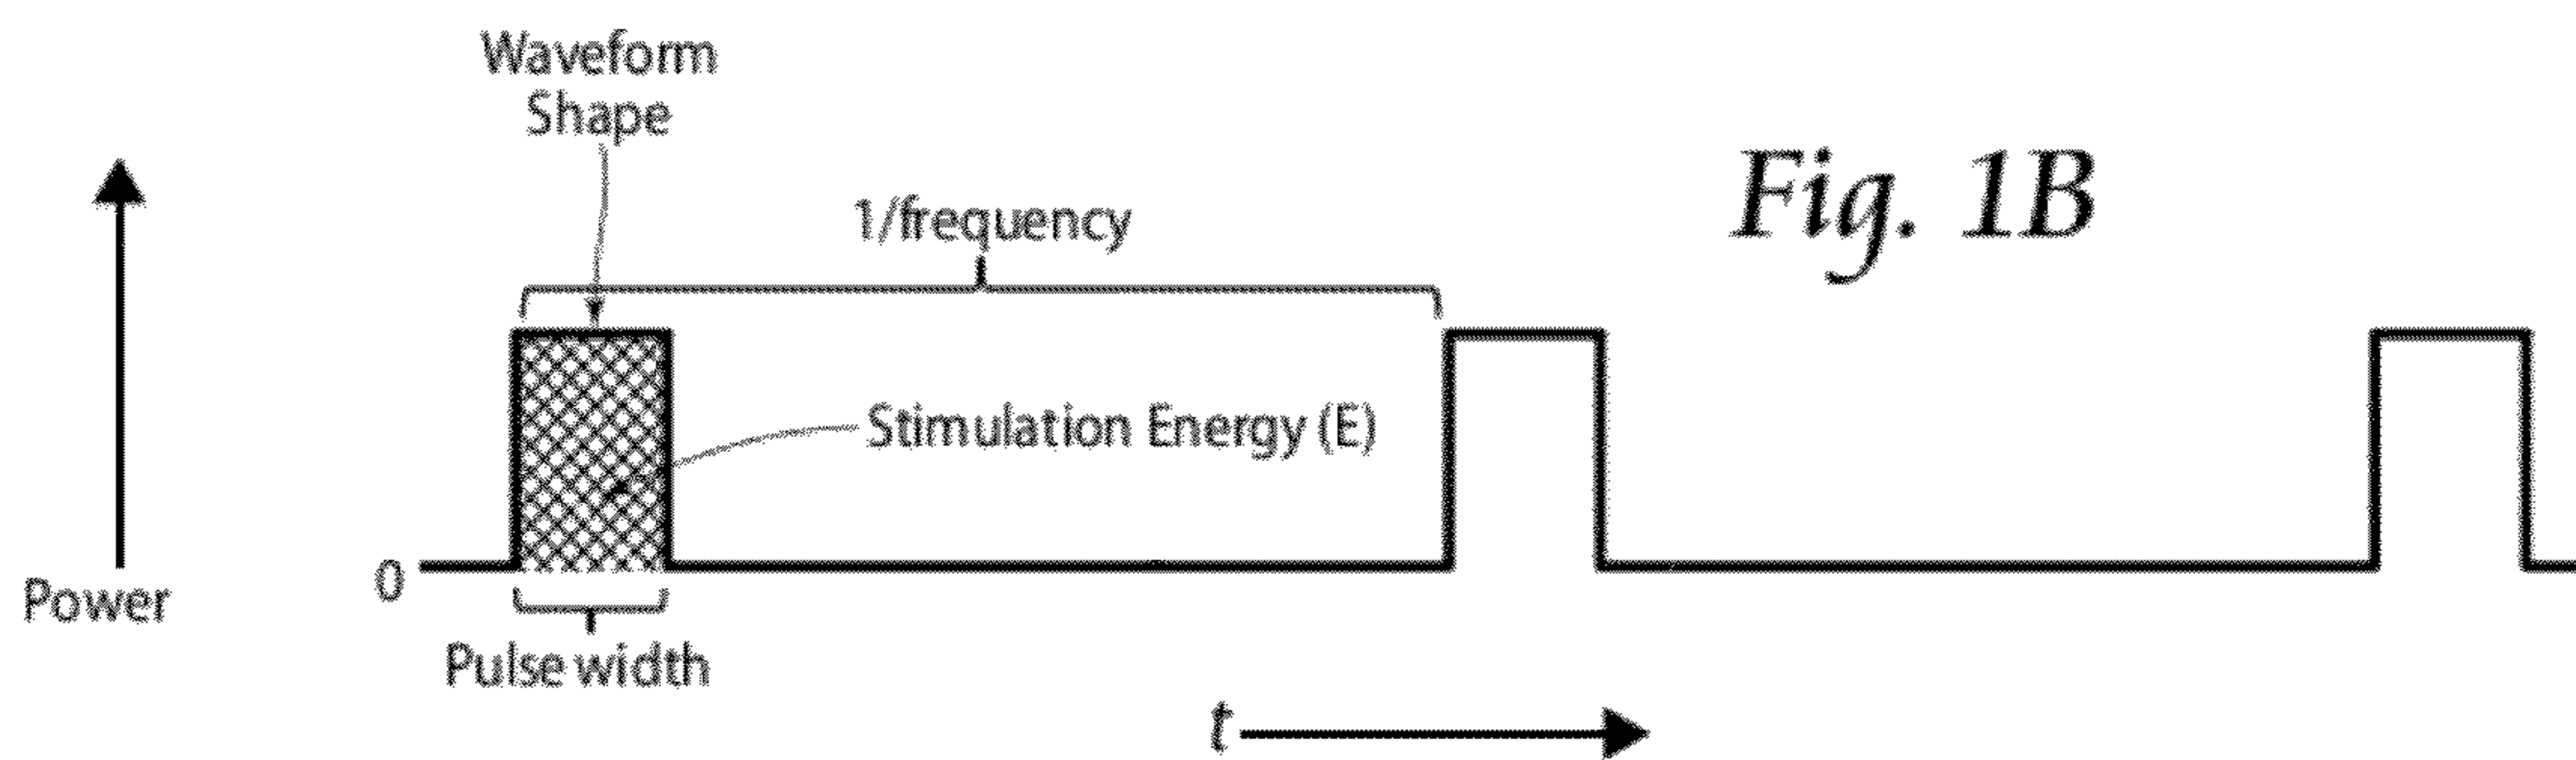 Waveform
Shape
1/frequency
Fig. 1B
Stimulation Energy (E)
0
Power
Pulse width
t